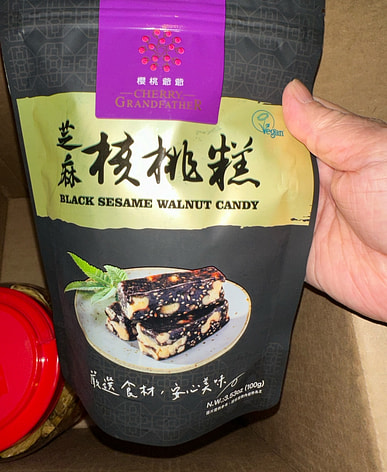 櫻桃爺爺
CHERRY
GRANDFATHER
Vegan
芝麻
核桃糕
BLACK SESAME WALNUT CANDY
嚴選食材,安心美味
N.W.:3.53oz (100g)